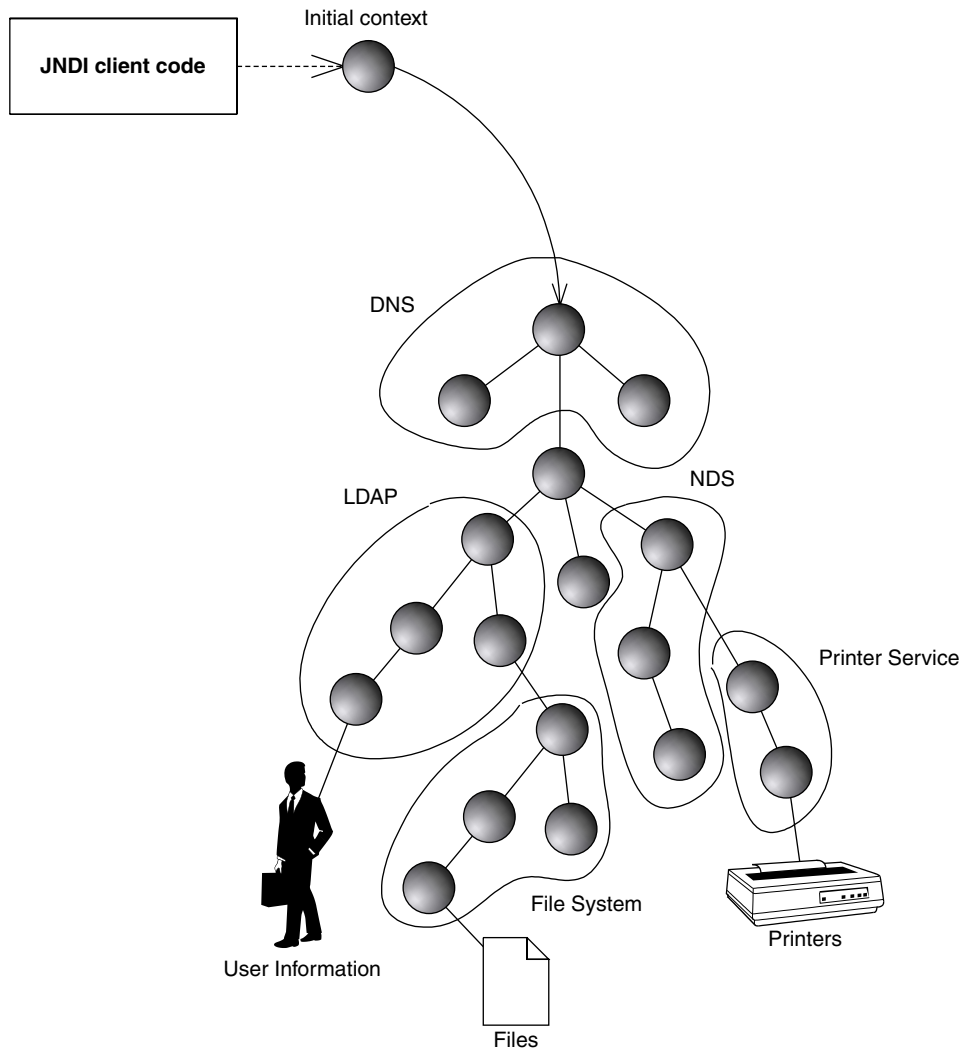 Initial context
JNDI client code
DNS
NDS
LDAP
Printer Service
File System
Printers
User Information
Files